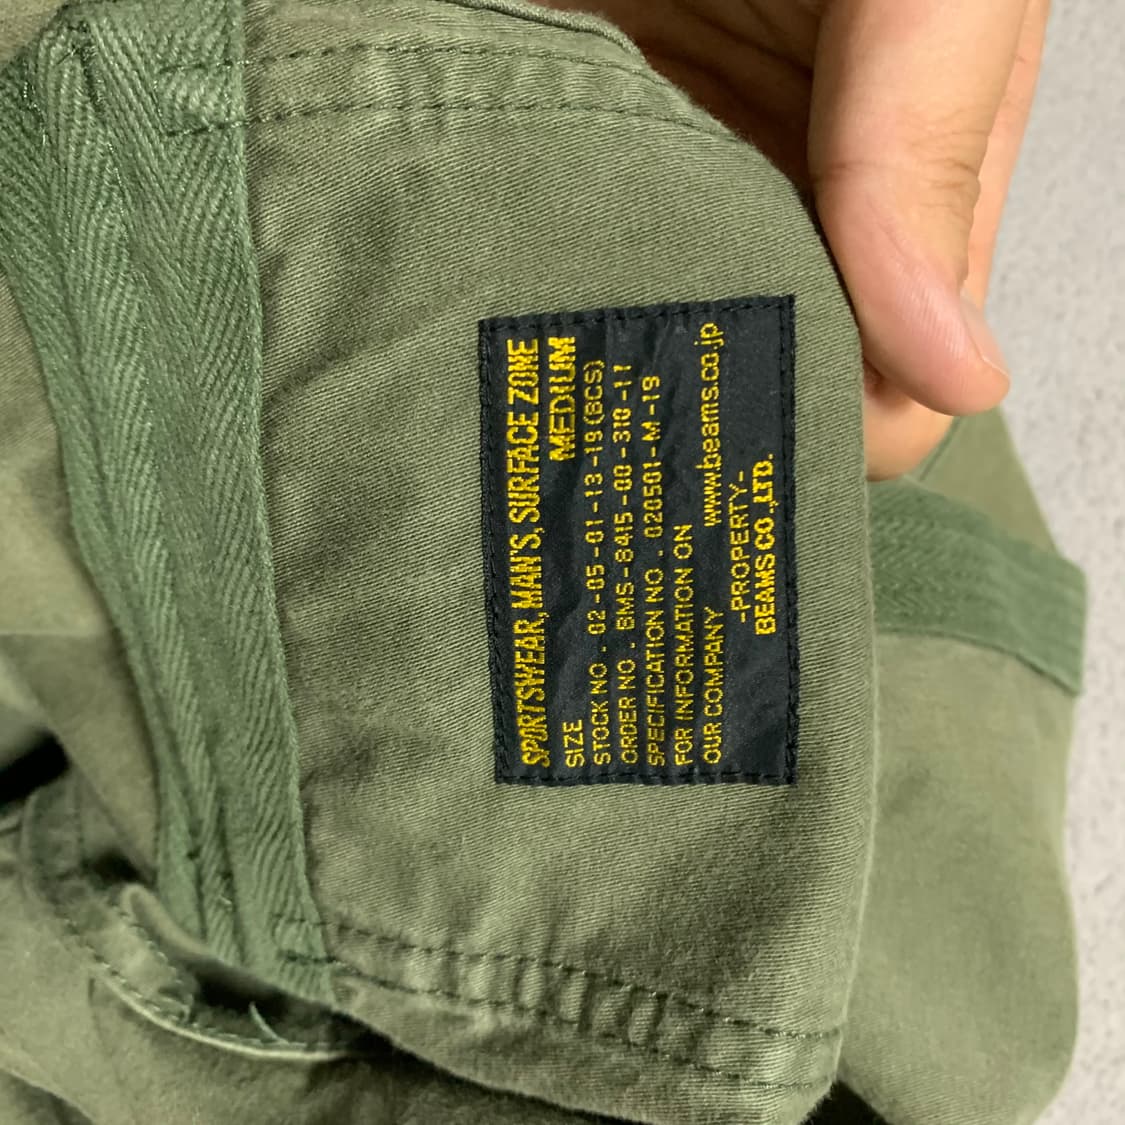 SPORTSWEAR, MAN'S, SURFACE ZONE
SIZE MEDIUM
STOCK NO . 02-05-01-13-19 (BCS)
ORDER NO . BMS-8415-00-310-11
SPECIFICATION NO . 020501-M-19
FOR INFORMATION ON
OUR COMPANY www.beams.co.jp
-PROPERTY-
BEAMS CO.,LTD.